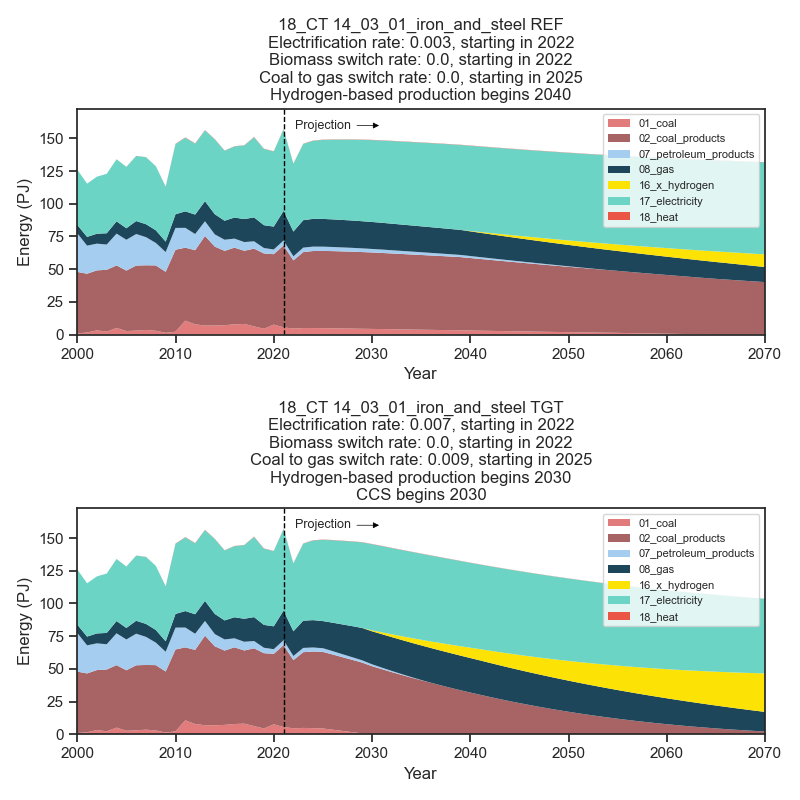 18_CT 14_03_01_iron_and_steel REF
Electrification rate: 0.003, starting in 2022
Biomass switch rate: 0.0, starting in 2022
Coal to gas switch rate: 0.0, starting in 2025
Hydrogen-based production begins 2040
Projection
01_coal
02_coal_products
07_petroleum_products
08_gas
16_x_hydrogen
17_electricity
18_heat
Energy (PJ)
150
125
100
75
50
25
0
2000 2010 2020 2030 2040 2050 2060 2070
Year
18_CT 14_03_01_iron_and_steel TGT
Electrification rate: 0.007, starting in 2022
Biomass switch rate: 0.0, starting in 2022
Coal to gas switch rate: 0.009, starting in 2025
Hydrogen-based production begins 2030
CCS begins 2030
Projection
01_coal
02_coal_products
07_petroleum_products
08_gas
16_x_hydrogen
17_electricity
18_heat
Energy (PJ)
150
125
100
75
50
25
0
2000 2010 2020 2030 2040 2050 2060 2070
Year